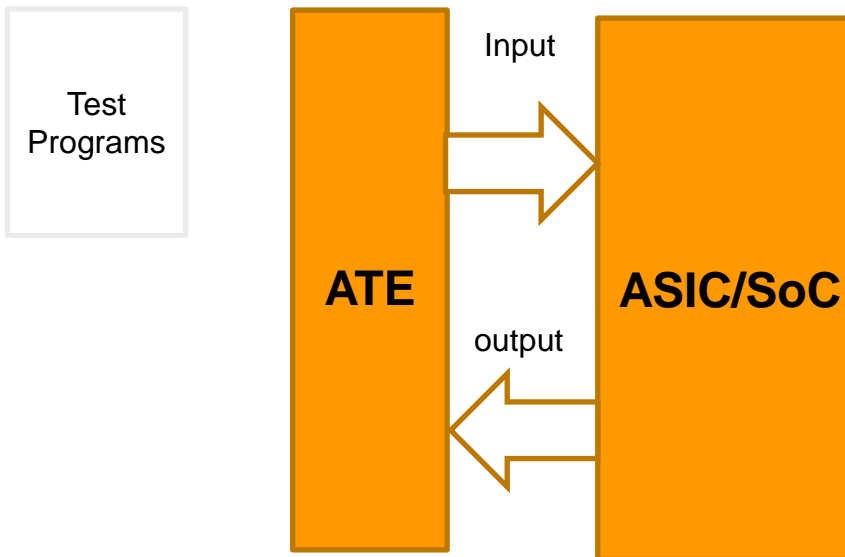 Test
Programs
Input
ATE
ASIC/SoC
output